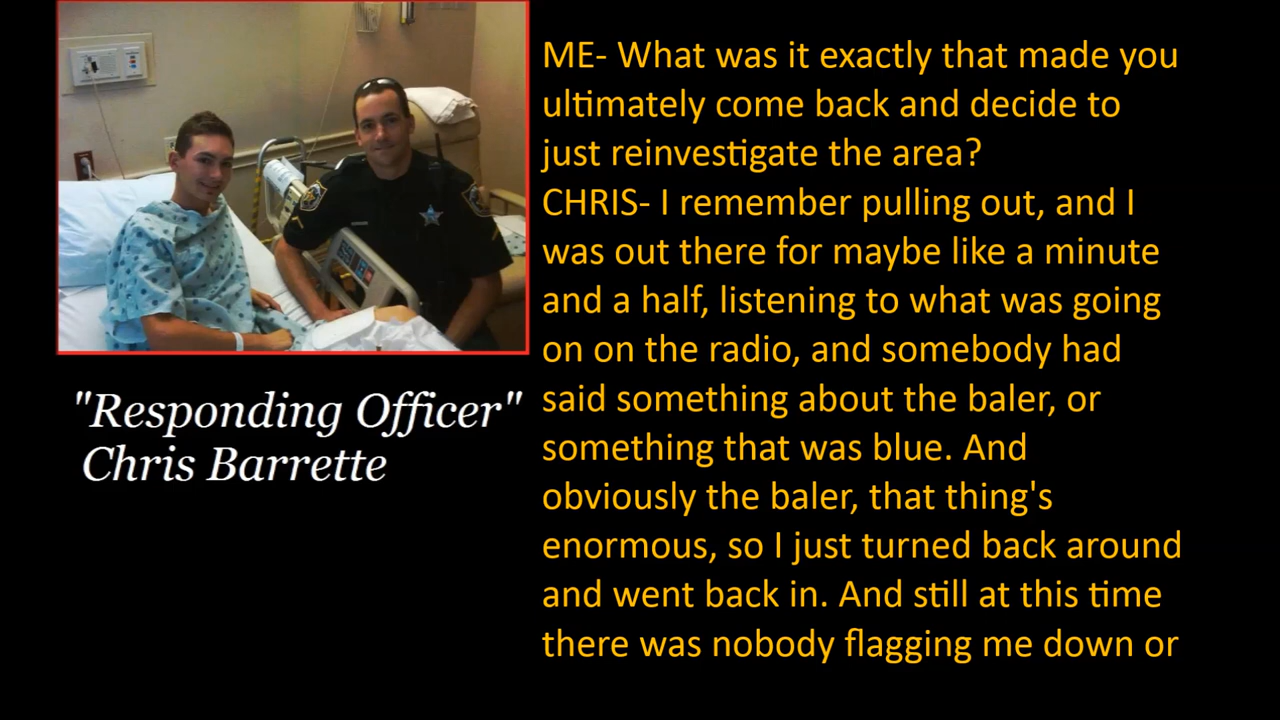 ME- What was it exactly that made you
ultimately come back and decide to
just reinvestigate the area?
CHRIS- I remember pulling out, and I
was out there for maybe like a minute
and a half, listening to what was going
on on the radio, and somebody had
said something about the baler, or
something that was blue. And
obviously the baler, that thing's
enormous, so I just turned back around
and went back in. And still at this time
there was nobody flagging me down or
"Responding Officer"
Chris Barrette